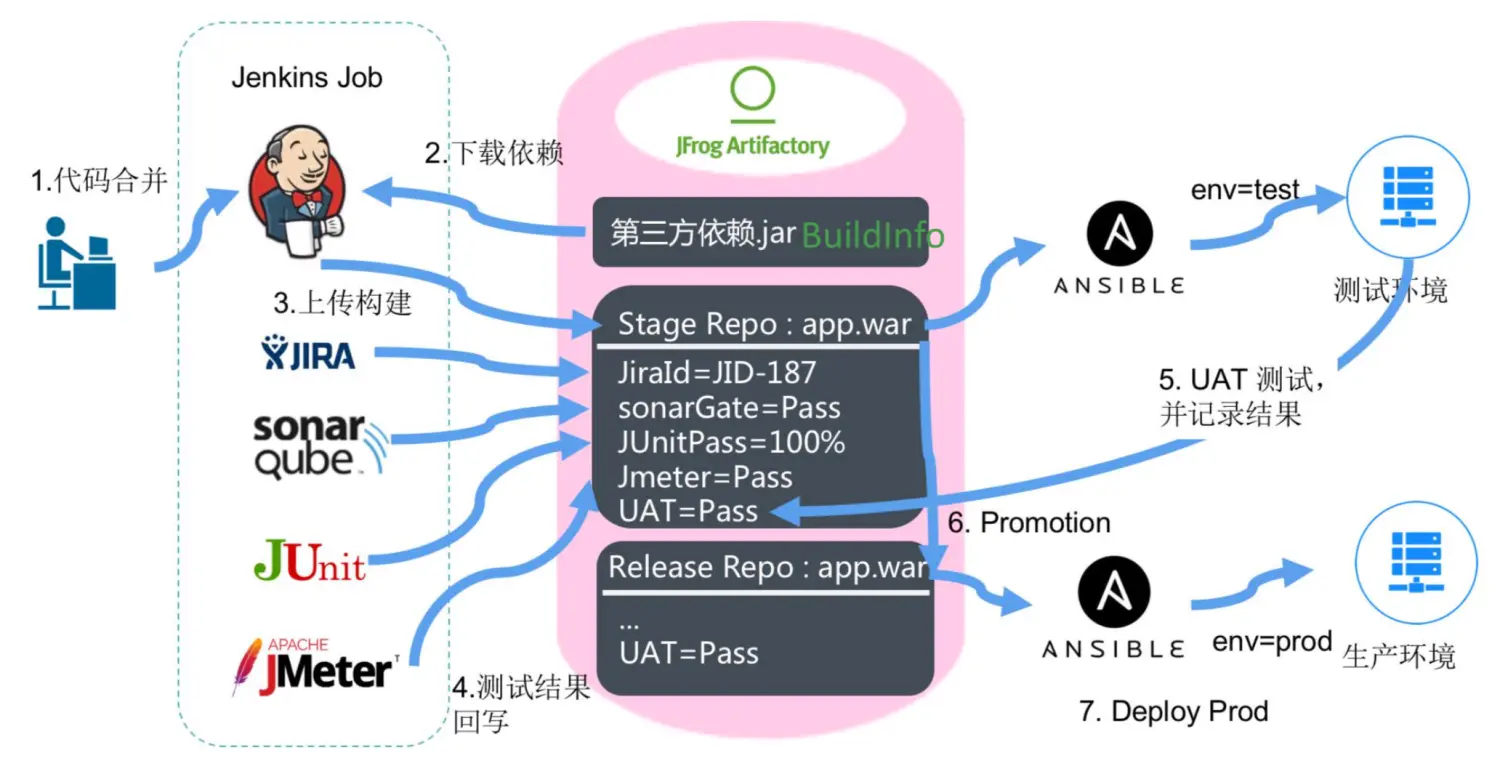 Jenkins Job
1.代码合并
2.下载依赖
3.上传构建
JIRA
sonar
qube
JUnit
APACHE
JMeter
4.测试结果
回写
JFrog Artifactory
第三方依赖.jar BuildInfo
Stage Repo : app.war
JiraId=JID-187
sonarGate=Pass
JUnitPass=100%
Jmeter=Pass
UAT=Pass
Release Repo : app.war
...
UAT=Pass
ANSIBLE
env=test
测试环境
5. UAT 测试，
并记录结果
6. Promotion
ANSIBLE
env=prod
生产环境
7. Deploy Prod